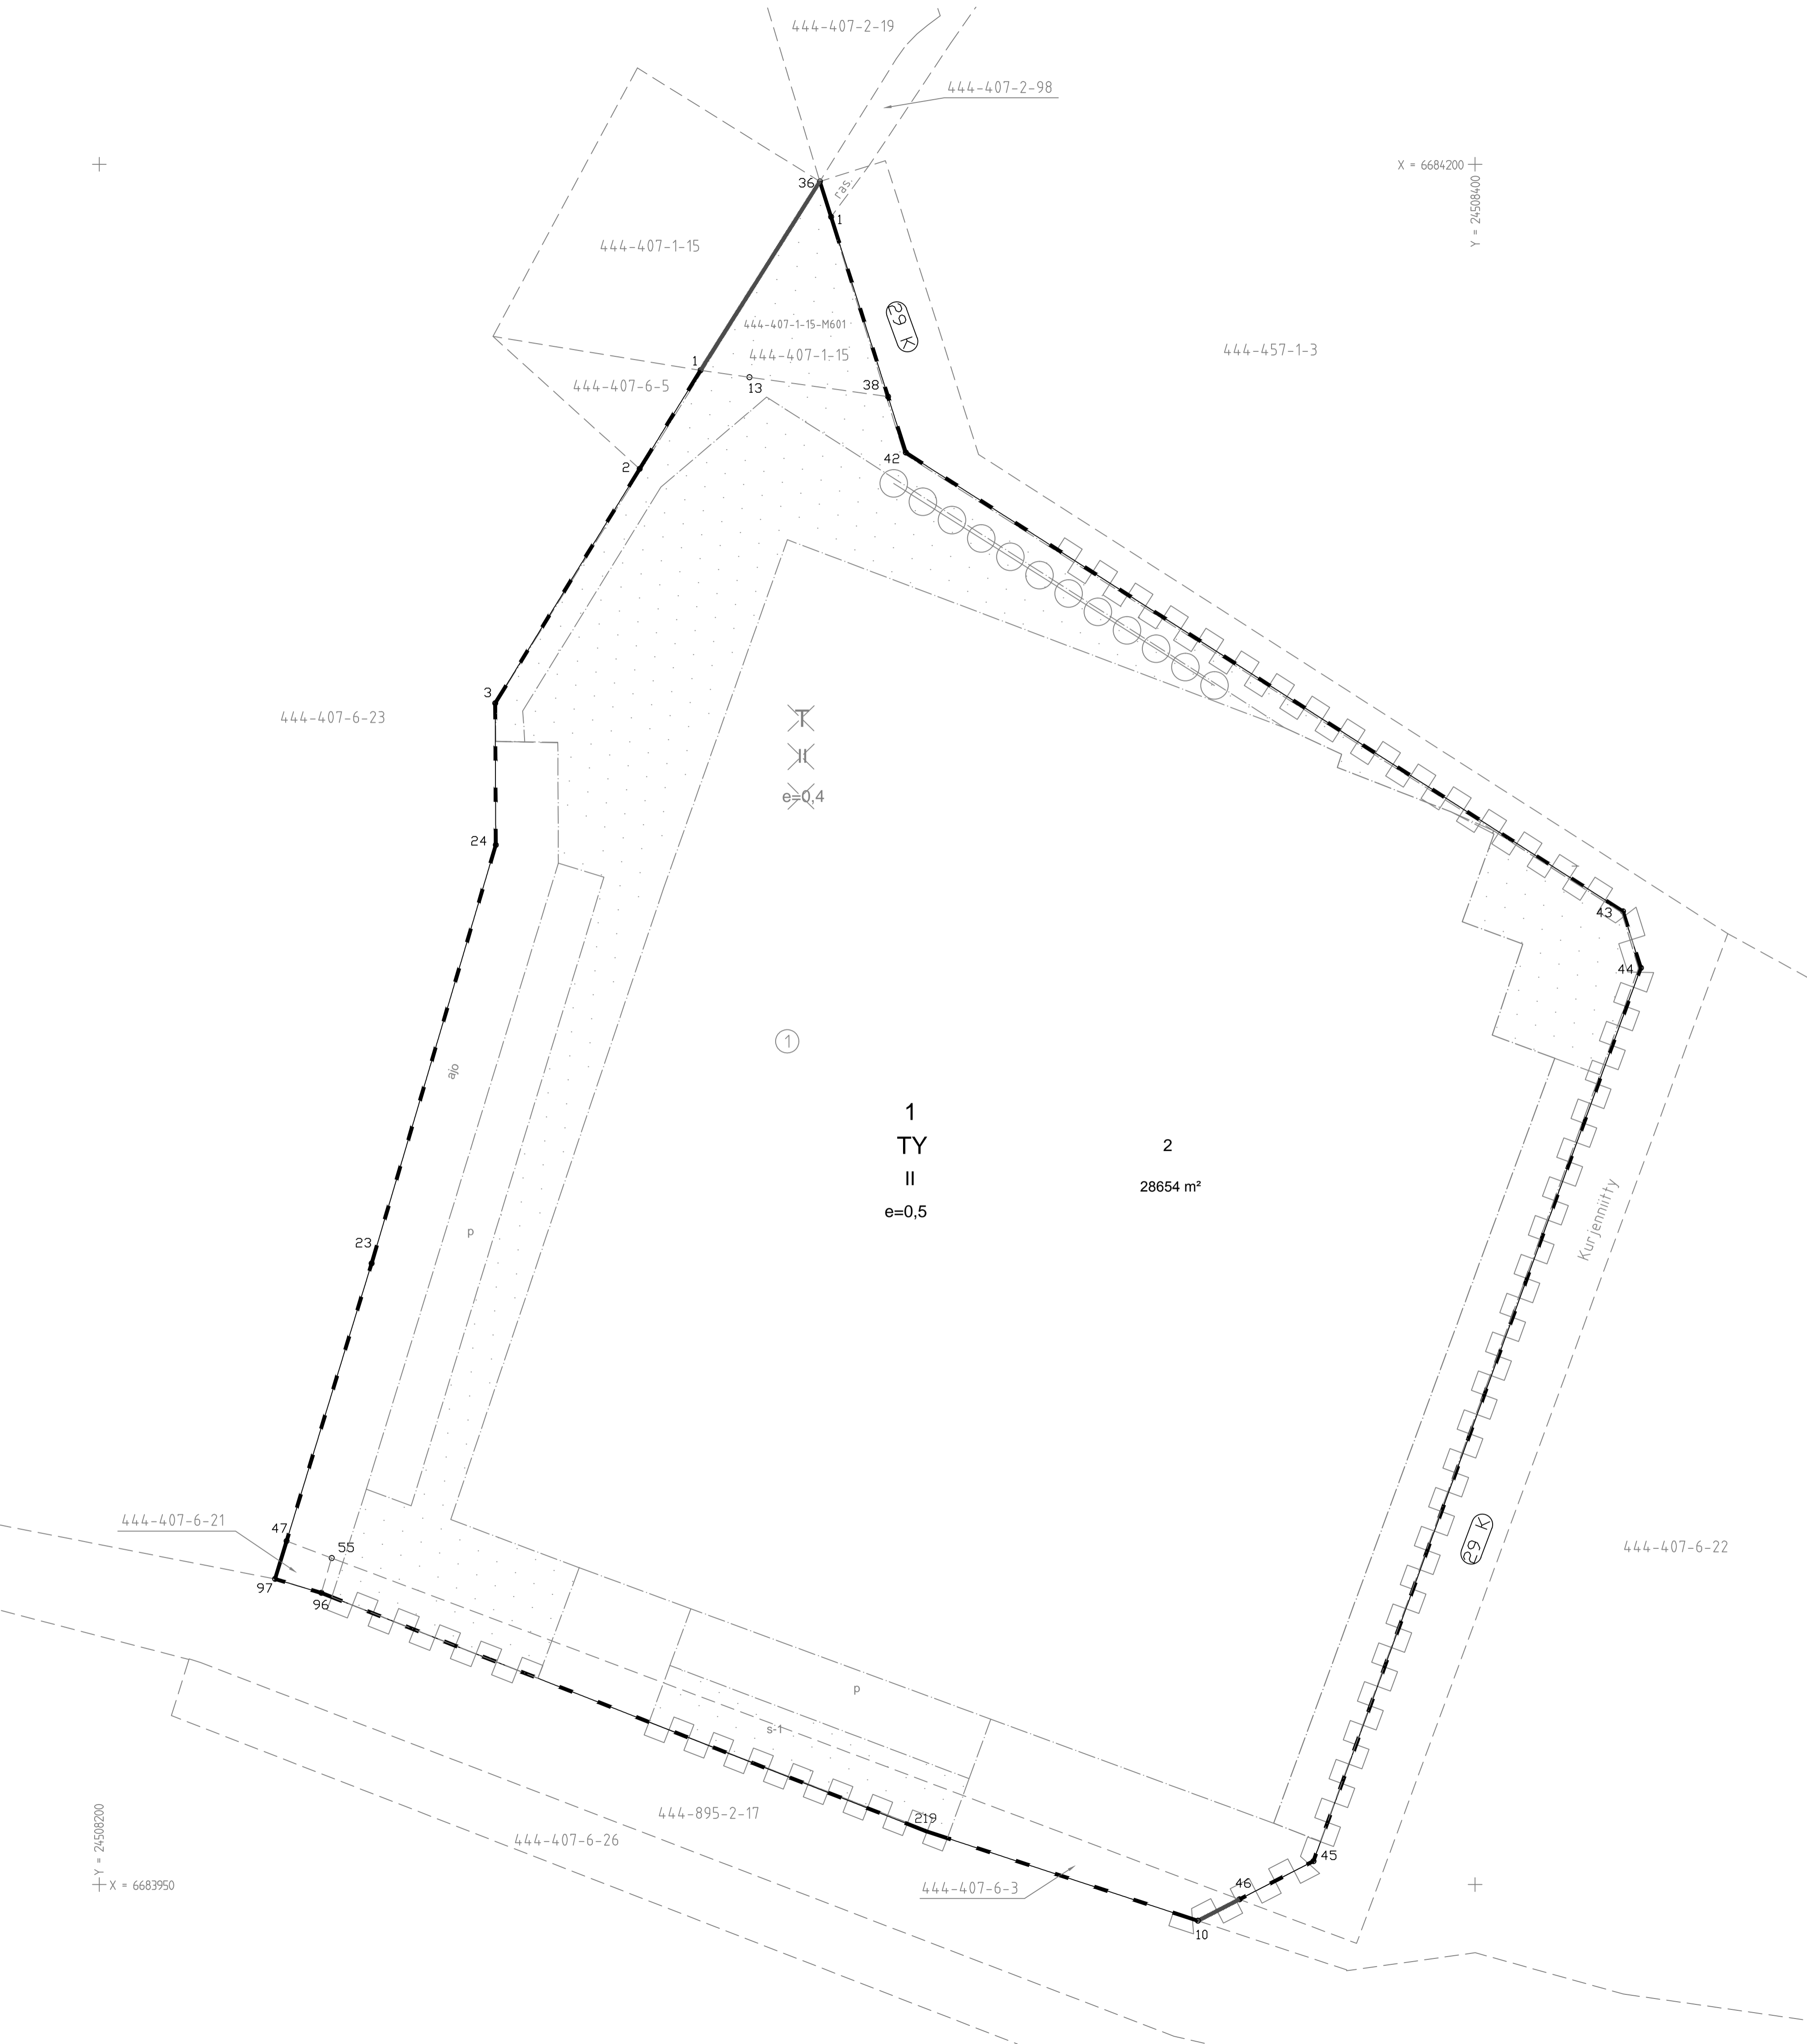 444-407-2-19
444-407-2-98
X = 6684200
Y = 24508400
36
ras.
1
444-407-1-15
29 K
444-407-1-15-M601
444-457-1-3
444-407-1-15
1
444-407-6-5
13
38
42
2
3
444-407-6-23
T
II
e=0,4
24
43
44
1
ajo
1
TY
2
II
28654 m²
e=0,5
Kurjenniitty
p
23
444-407-6-21
47
29 K
55
444-407-6-22
97
96
p
s-1
444-895-2-17
219
444-407-6-26
45
Y = 24508200
X = 6683950
444-407-6-3
46
10